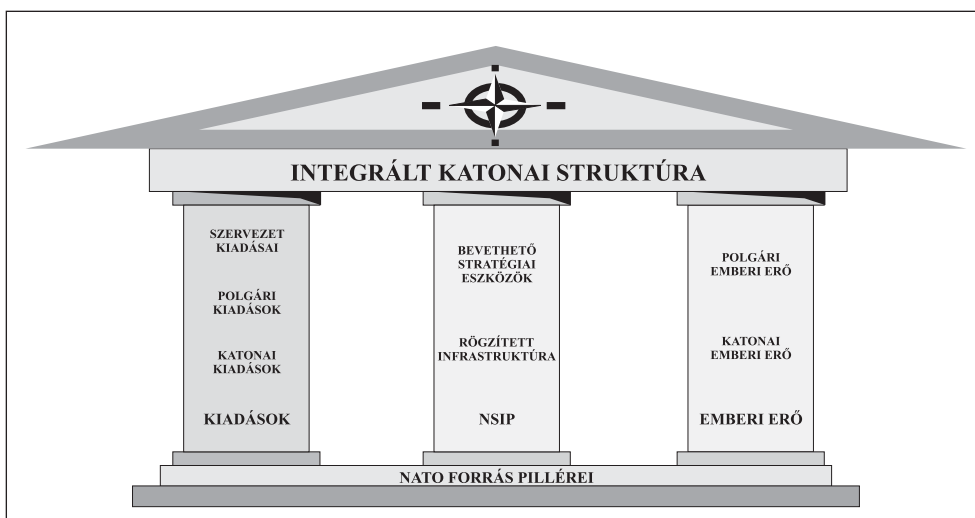 INTEGRÁLT KATONAI STRUKTÚRA
SZERVEZET
KIADÁSAI
POLGÁRI
KIADÁSOK
KATONAI
KIADÁSOK
KIADÁSOK
BEVETHETŐ
STRATÉGIAI
ESZKÖZÖK
RÖGZÍTETT
INFRASTRUKTÚRA
NSIP
POLGÁRI
EMBERI ERŐ
KATONAI
EMBERI ERŐ
EMBERI ERŐ
NATO FORRÁS PILLÉREI